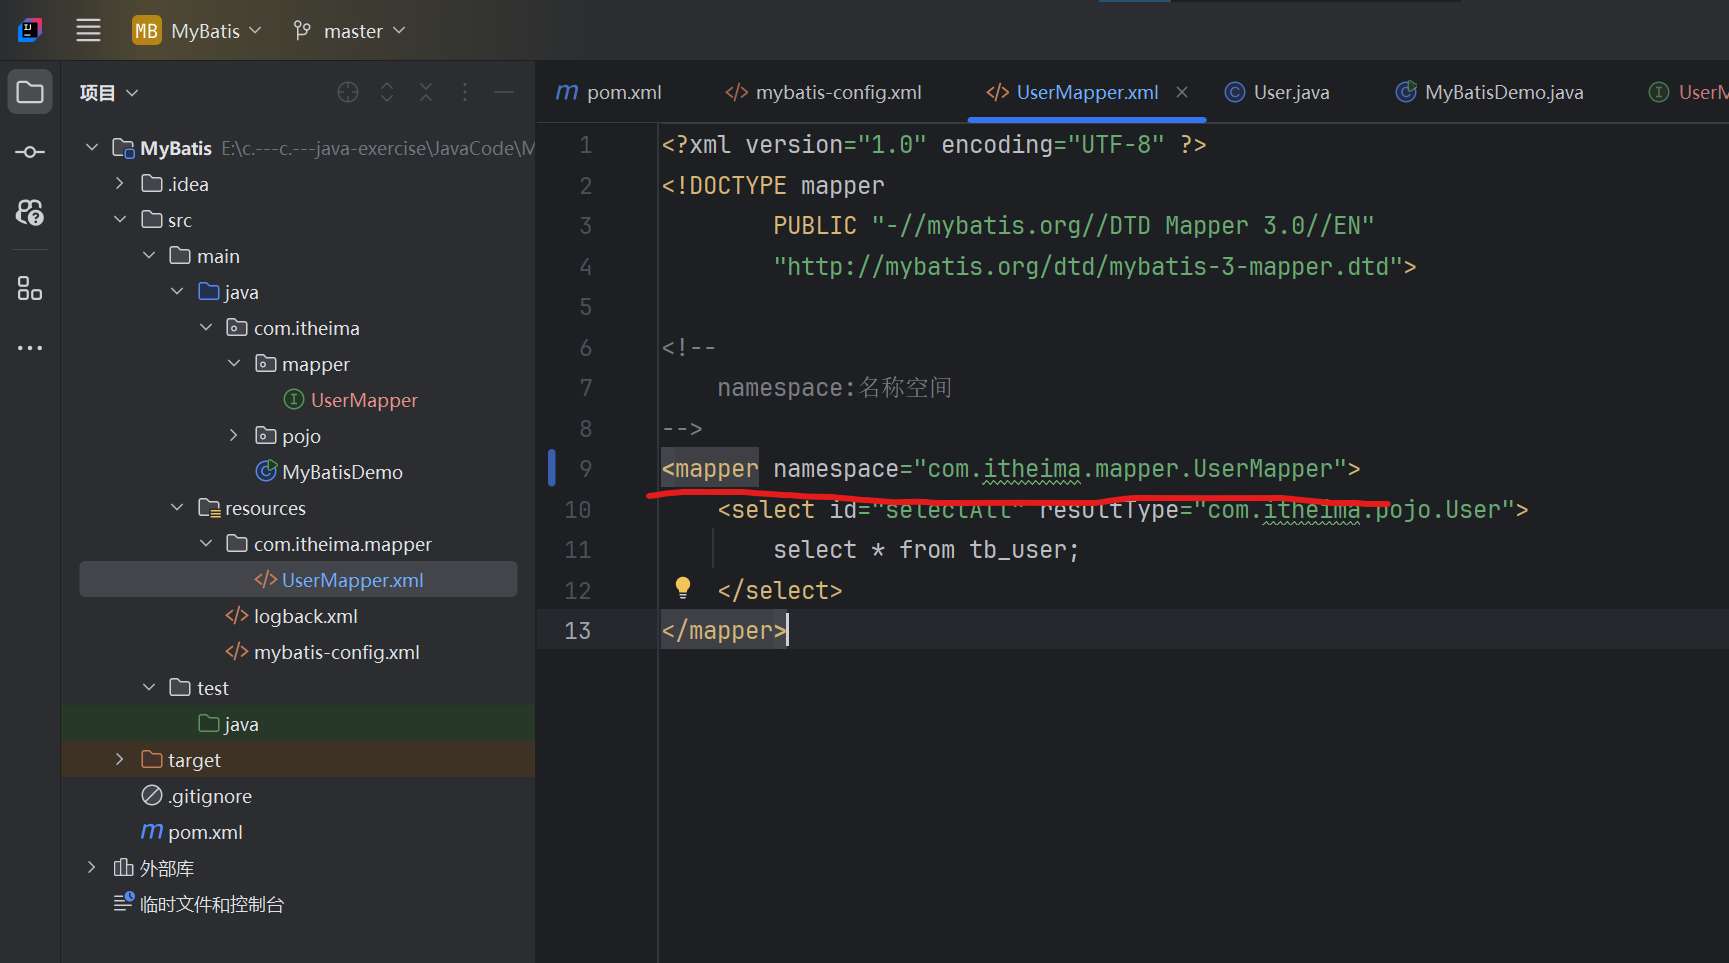 MB MyBatis master
项目
pom.xml mybatis-config.xml UserMapper.xml User.java MyBatisDemo.java UserM
MyBatis E:\c.---c.---java-exercise\JavaCode\M
.idea
src
main
java
com.itheima
mapper
UserMapper
pojo
MyBatisDemo
resources
com.itheima.mapper
UserMapper.xml
logback.xml
mybatis-config.xml
test
java
target
.gitignore
pom.xml
外部库
临时文件和控制台
1 <?xml version="1.0" encoding="UTF-8" ?>
2 <!DOCTYPE mapper
3 PUBLIC "-//mybatis.org//DTD Mapper 3.0//EN"
4 "http://mybatis.org/dtd/mybatis-3-mapper.dtd">
5
6 <!--
7 namespace:名称空间
8 -->
9 <mapper namespace="com.itheima.mapper.UserMapper">
10 <select id="selectAll" resultType="com.itheima.pojo.User">
11 select * from tb_user;
12 </select>
13 </mapper>